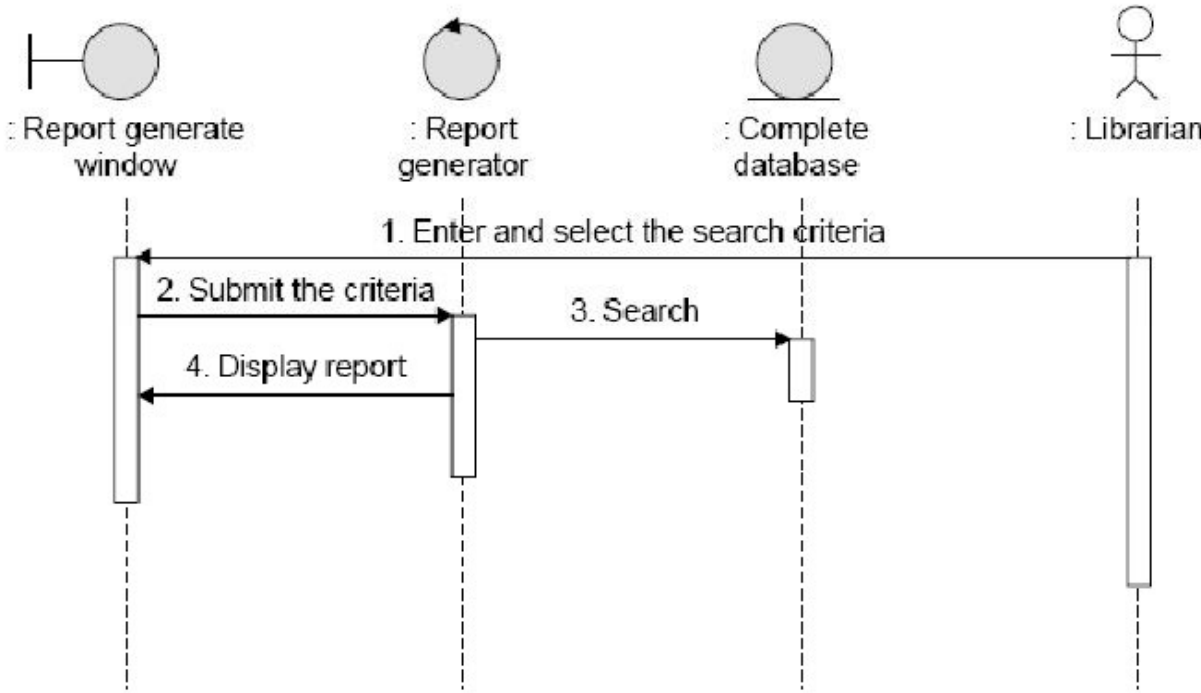 : Report generate
window
: Report
generator
: Complete
database
: Librarian
1. Enter and select the search criteria
2. Submit the criteria
3. Search
4. Display report